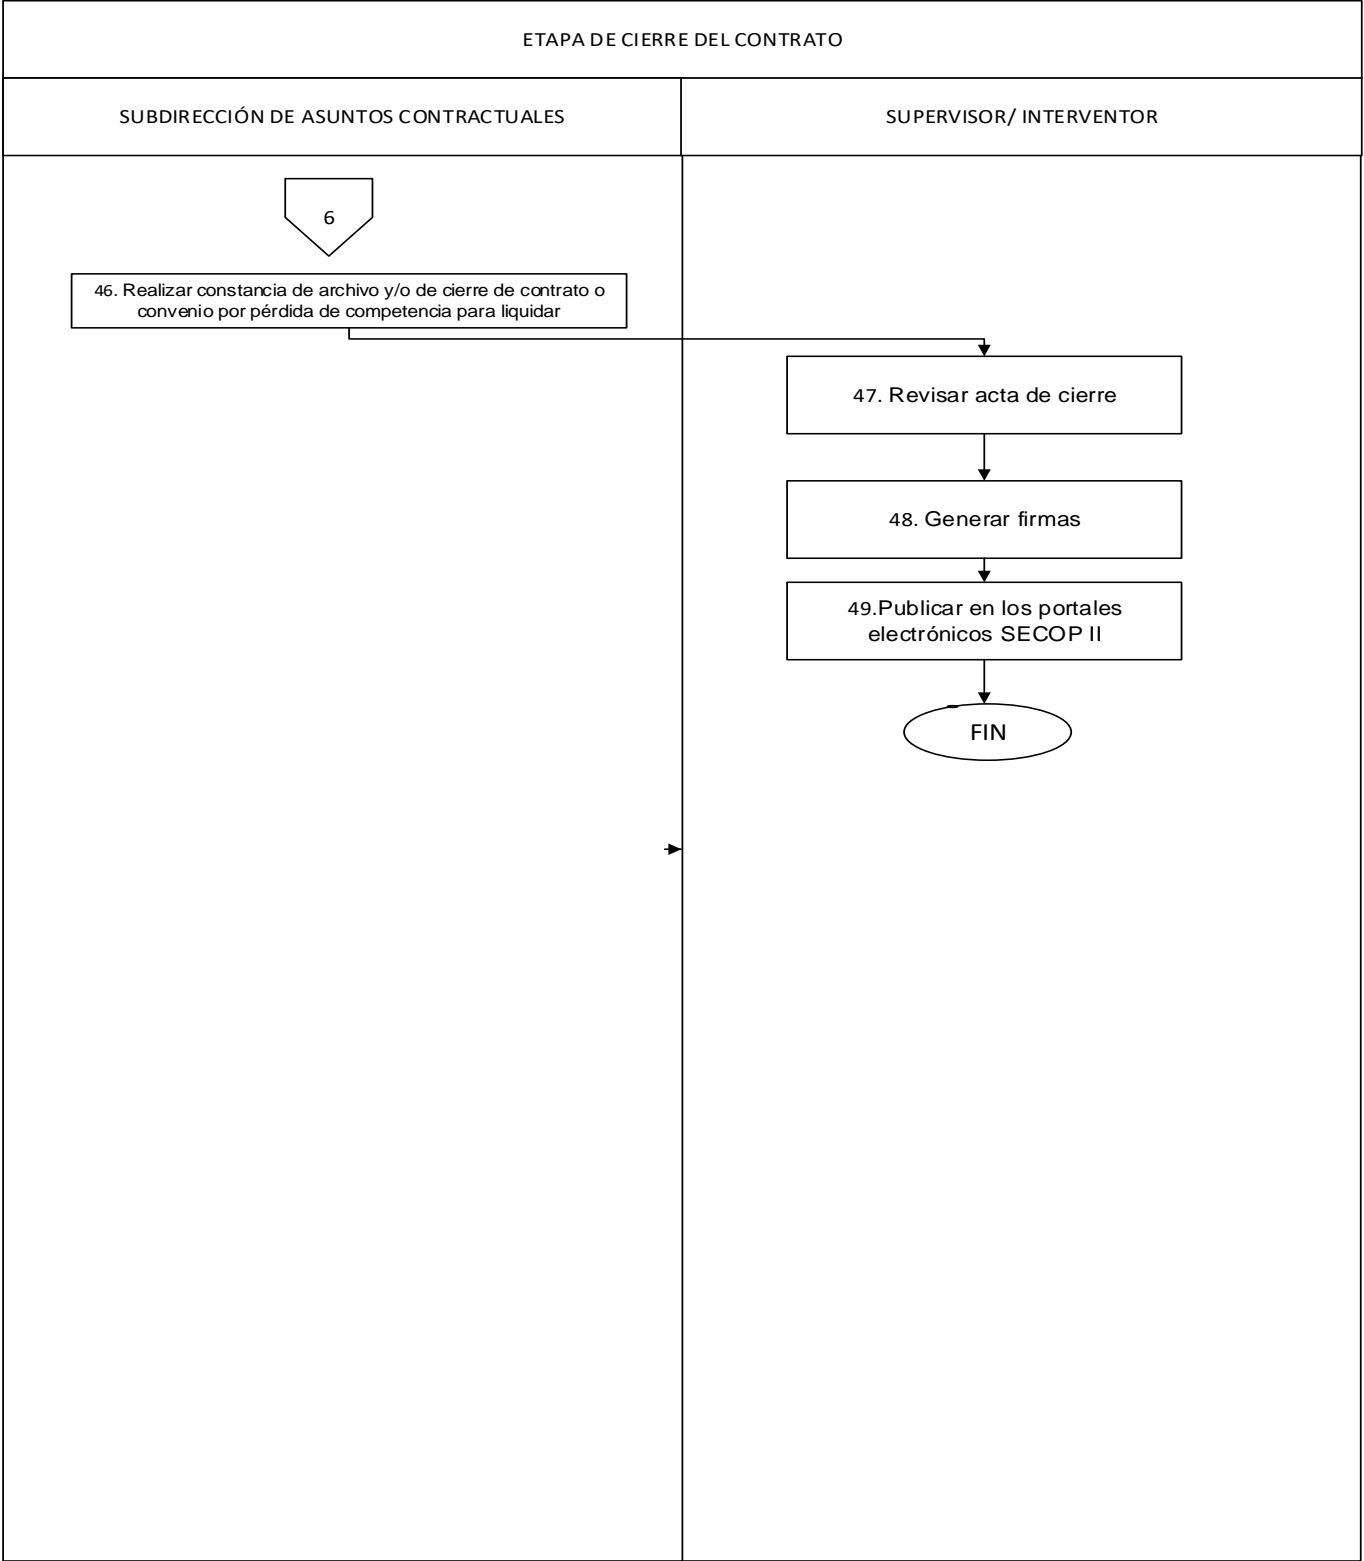 ETAPA DE CIERRE DEL CONTRATO
SUBDIRECCIÓN DE ASUNTOS CONTRACTUALES
SUPERVISOR/ INTERVENTOR
6
46. Realizar constancia de archivo y/o de cierre de contrato o
convenio por pérdida de competencia para liquidar
47. Revisar acta de cierre
48. Generar firmas
49.Publicar en los portales
electrónicos SECOP II
FIN